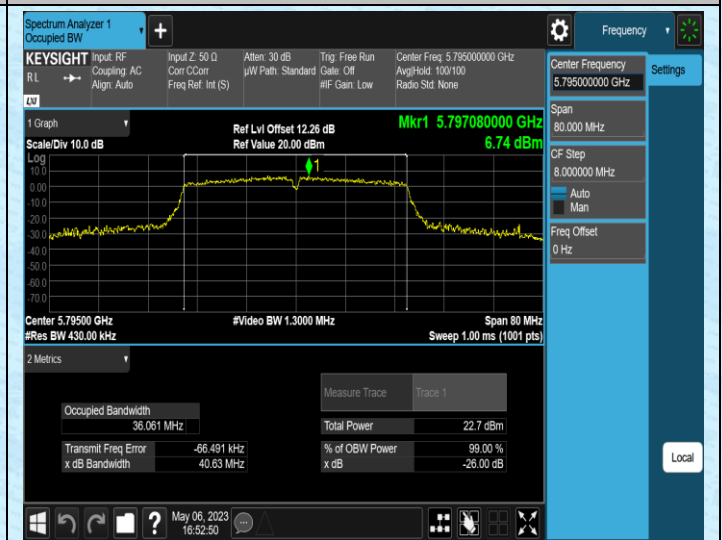 Spectrum Analyzer 1
Occupied BW
+
Frequency
KEYSIGHT
R L
LXI
Input: RF
Coupling: AC
Align: Auto
Input Z: 50 Ω
Corr CCorr
Freq Ref: Int (S)
Atten: 30 dB
µW Path: Standard
Trig: Free Run
Gate: Off
#IF Gain: Low
Center Freq: 5.795000000 GHz
Avg|Hold: 100/100
Radio Std: None
Center Frequency
5.795000000 GHz
Settings
Span
80.000 MHz
CF Step
8.000000 MHz
Auto
Man
Freq Offset
0 Hz
1 Graph
Scale/Div 10.0 dB
Ref Lvl Offset 12.26 dB
Ref Value 20.00 dBm
Mkr1 5.797080000 GHz
6.74 dBm
Log
10.0
0.00
-10.0
-20.0
-30.0
-40.0
-50.0
-60.0
-70.0
1
Center 5.79500 GHz
#Res BW 430.00 kHz
#Video BW 1.3000 MHz
Span 80 MHz
Sweep 1.00 ms (1001 pts)
2 Metrics
Measure Trace
Trace 1
Occupied Bandwidth
36.061 MHz
Total Power
22.7 dBm
Transmit Freq Error
-66.491 kHz
% of OBW Power
99.00 %
x dB Bandwidth
40.63 MHz
x dB
-26.00 dB
Local
?
May 06, 2023
16:52:50